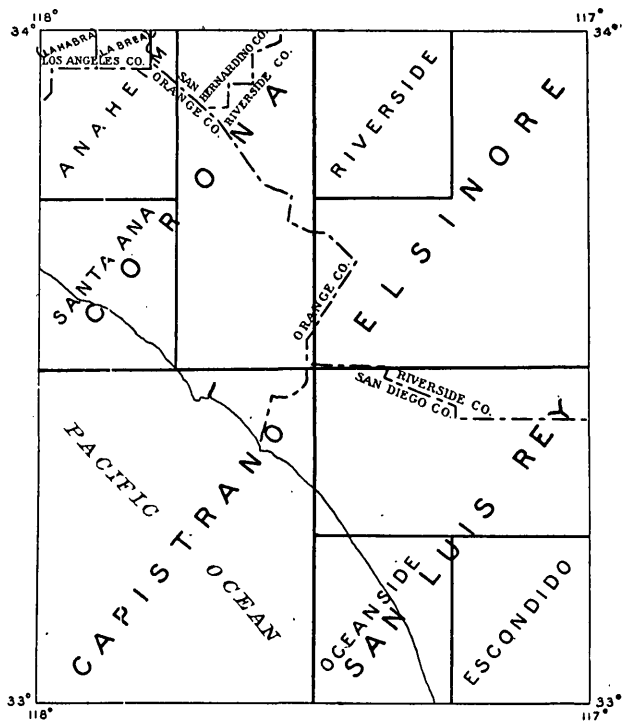 118°
117°
34°
34°
LA HABRA
LA BREA
LOS ANGELES CO.
ANAHEIM
SAN BERNARDINO CO.
ORANGE CO.
RIVERSIDE CO.
CORONA
RIVERSIDE
ELSINORE
SANTA ANA
ORANGE CO.
RIVERSIDE CO.
SAN DIEGO CO.
PACIFIC
OCEAN
CAPISTRANO
SAN LUIS REY
OCEANSIDE
ESCONDIDO
33°
33°
118°
117°